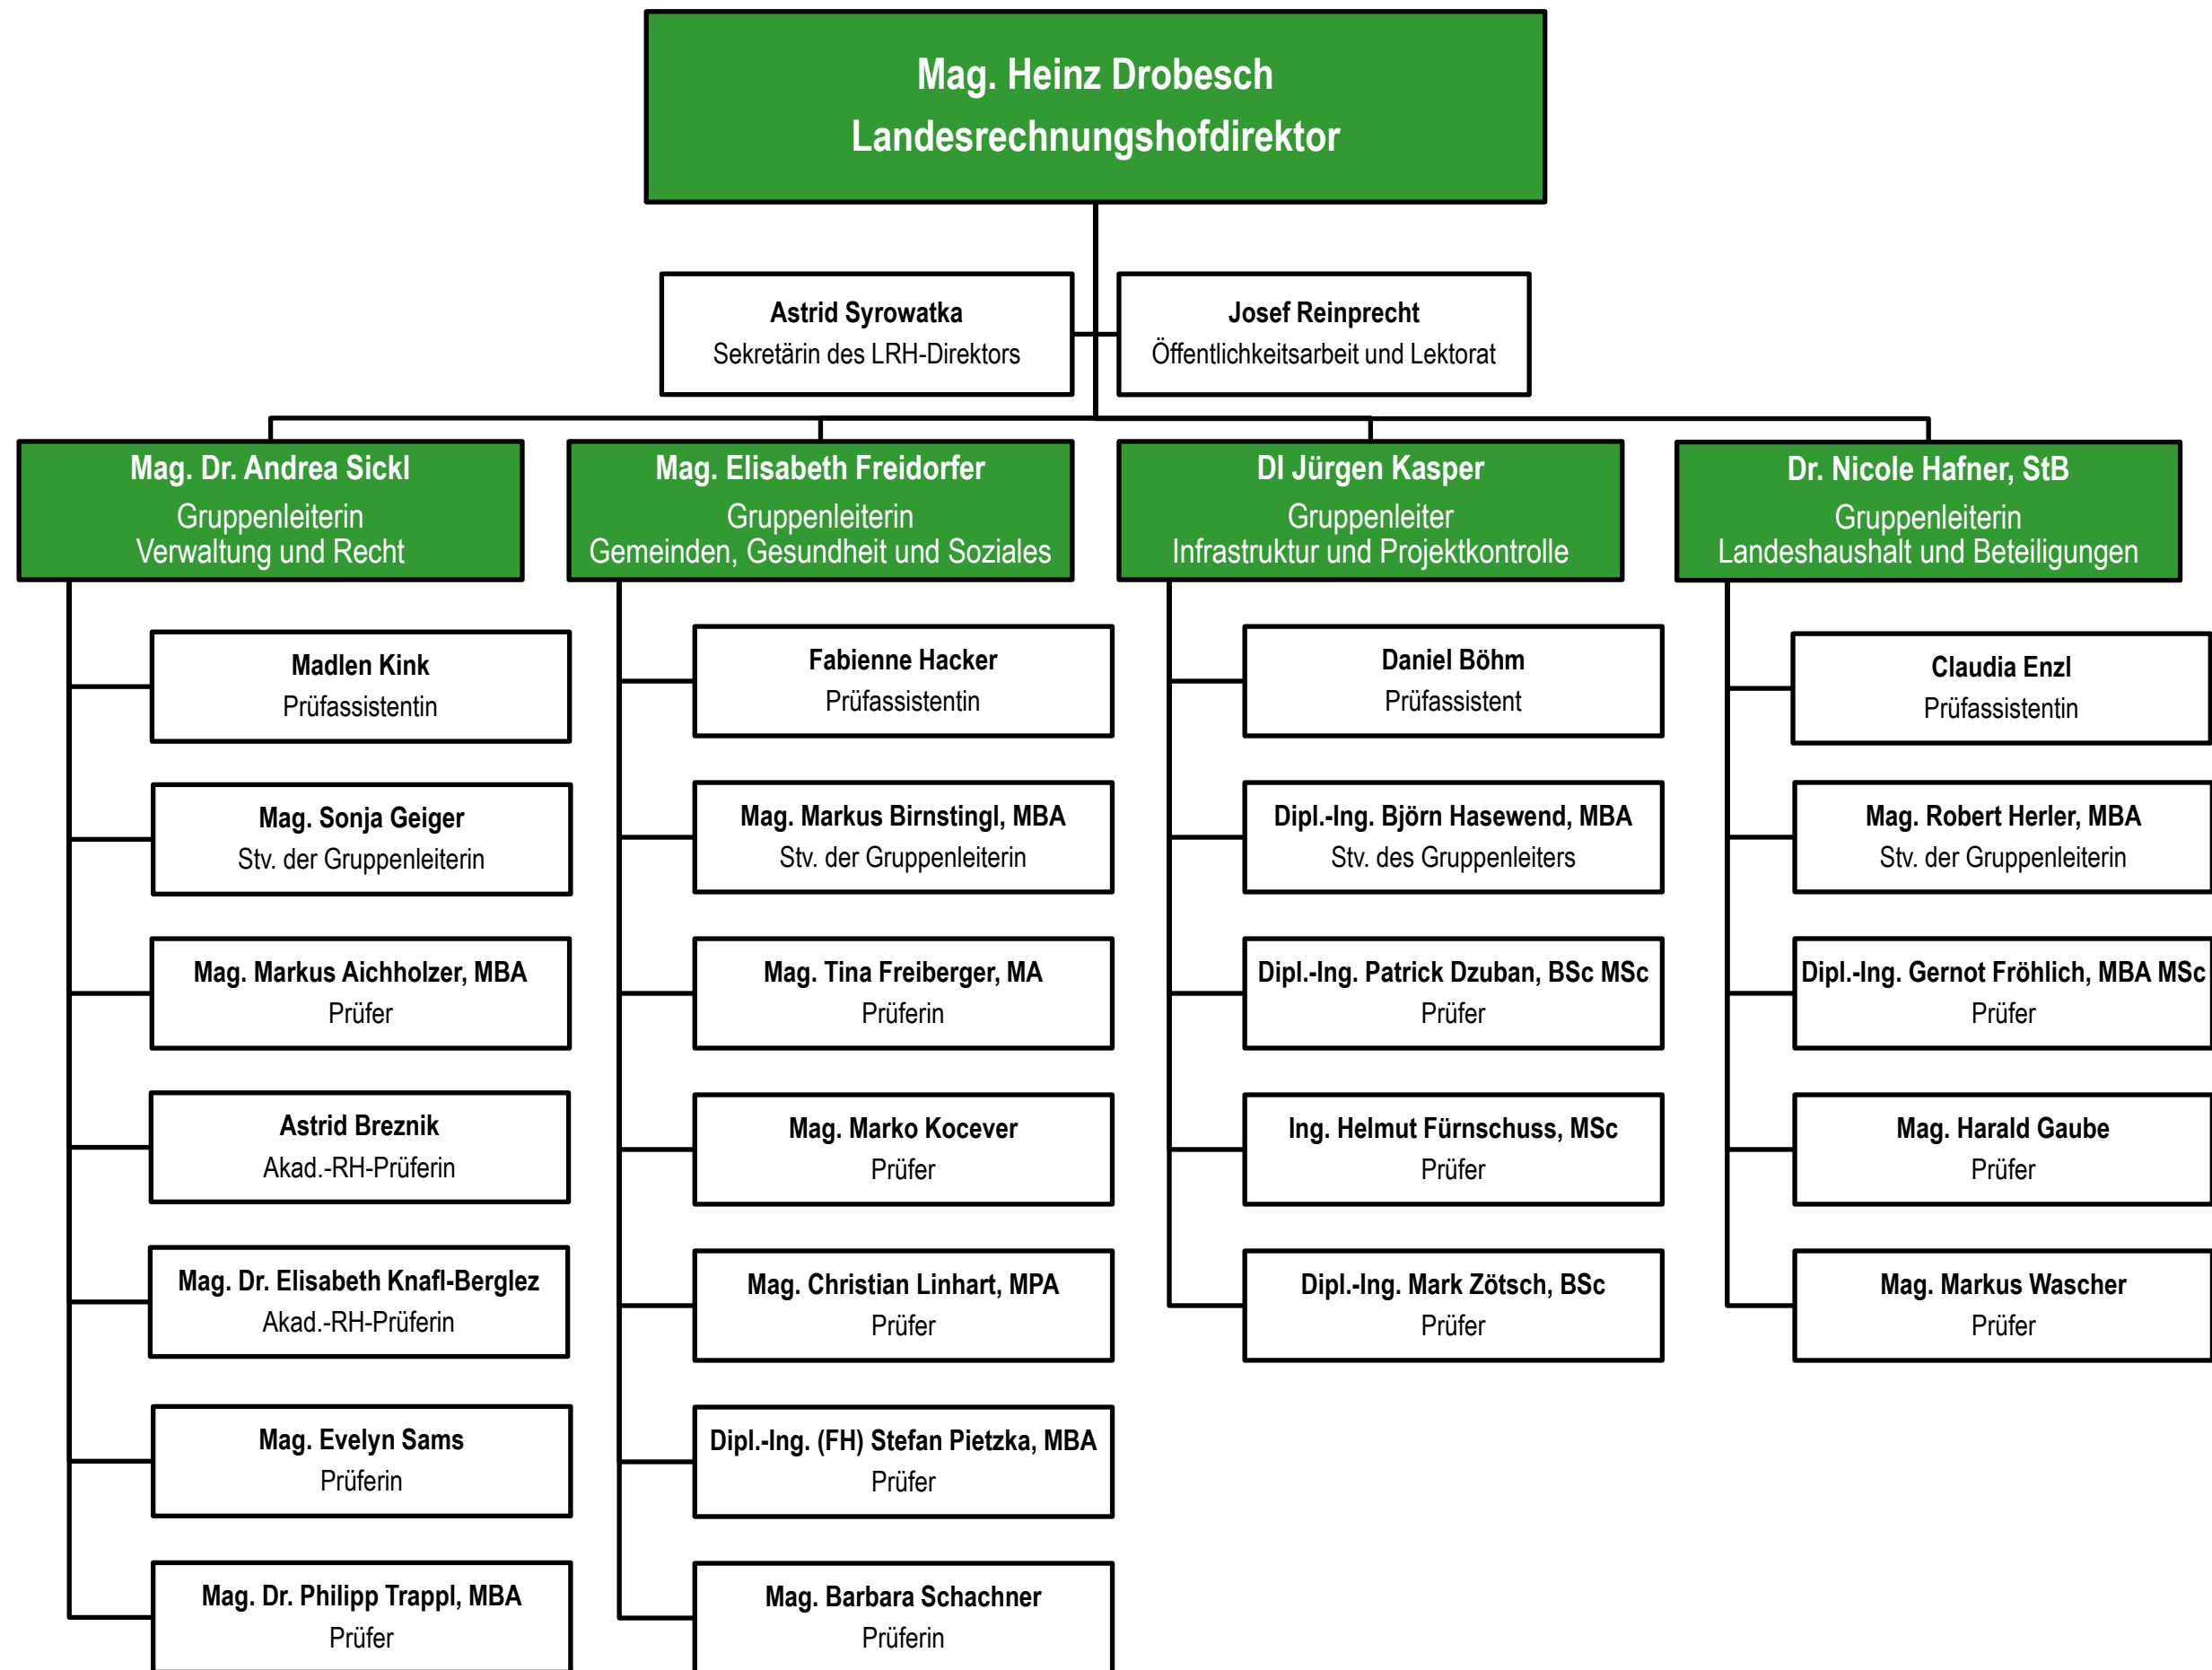 Mag. Heinz Drobesch
Landesrechnungshofdirektor
Astrid Syrowatka
Sekretärin des LRH-Direktors
Josef Reinprecht
Öffentlichkeitsarbeit und Lektorat
Mag. Dr. Andrea Sickl
Gruppenleiterin
Verwaltung und Recht
Madlen Kink
Prüfassistentin
Mag. Sonja Geiger
Stv. der Gruppenleiterin
Mag. Markus Aichholzer, MBA
Prüfer
Astrid Breznik
Akad.-RH-Prüferin
Mag. Dr. Elisabeth Knafl-Berglez
Akad.-RH-Prüferin
Mag. Evelyn Sams
Prüferin
Mag. Dr. Philipp Trappl, MBA
Prüfer
Mag. Elisabeth Freidorfer
Gruppenleiterin
Gemeinden, Gesundheit und Soziales
Fabienne Hacker
Prüfassistentin
Mag. Markus Birnstingl, MBA
Stv. der Gruppenleiterin
Mag. Tina Freiberger, MA
Prüferin
Mag. Marko Kocever
Prüfer
Mag. Christian Linhart, MPA
Prüfer
Dipl.-Ing. (FH) Stefan Pietzka, MBA
Prüfer
Mag. Barbara Schachner
Prüferin
DI Jürgen Kasper
Gruppenleiter
Infrastruktur und Projektkontrolle
Daniel Böhm
Prüfassistent
Dipl.-Ing. Björn Hasewend, MBA
Stv. des Gruppenleiters
Dipl.-Ing. Patrick Dzuban, BSc MSc
Prüfer
Ing. Helmut Fürnschuss, MSc
Prüfer
Dipl.-Ing. Mark Zötsch, BSc
Prüfer
Dr. Nicole Hafner, StB
Gruppenleiterin
Landeshaushalt und Beteiligungen
Claudia Enzl
Prüfassistentin
Mag. Robert Herler, MBA
Stv. der Gruppenleiterin
Dipl.-Ing. Gernot Fröhlich, MBA MSc
Prüfer
Mag. Harald Gaube
Prüfer
Mag. Markus Wascher
Prüfer